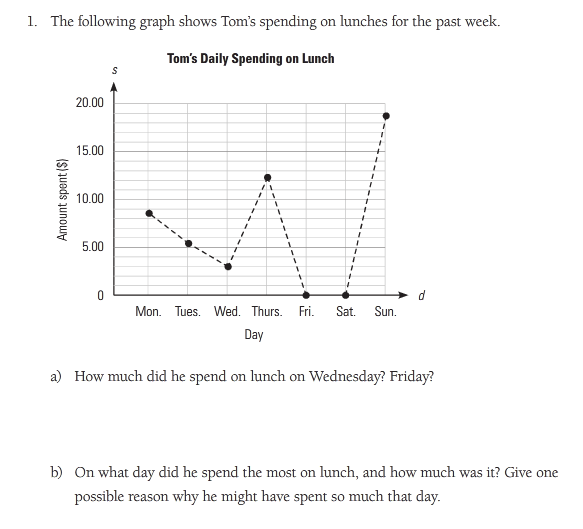 1. The following graph shows Tom's spending on lunches for the past week.
Tom's Daily Spending on Lunch
s
20.00
15.00
10.00
5.00
0
Amount spent ($)
d
Mon. Tues. Wed. Thurs. Fri. Sat. Sun.
Day
a) How much did he spend on lunch on Wednesday? Friday?
b) On what day did he spend the most on lunch, and how much was it? Give one
possible reason why he might have spent so much that day.